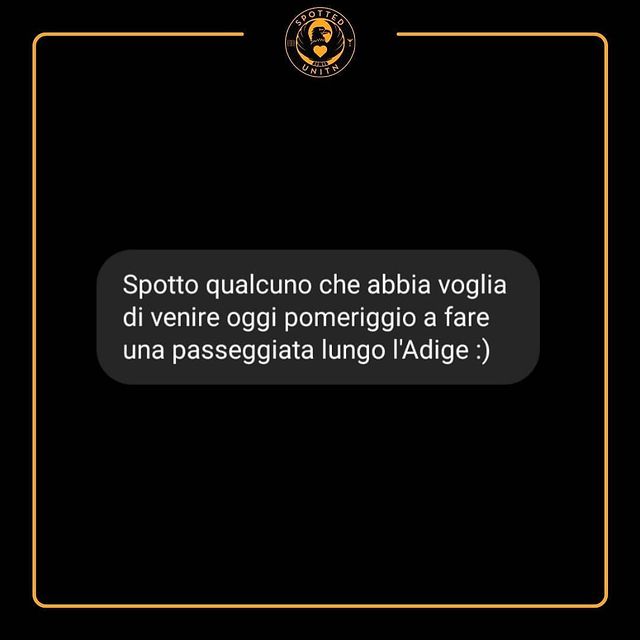 SPOTTED
UNITN
Spotto qualcuno che abbia voglia
di venire oggi pomeriggio a fare
una passeggiata lungo l'Adige :)